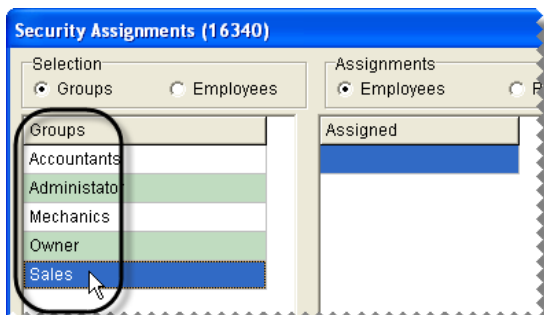 Security Assignments (16340)
Selection
Groups Employees
Assignments
Employees
Groups
Accountants
Administator
Mechanics
Owner
Sales
Assigned